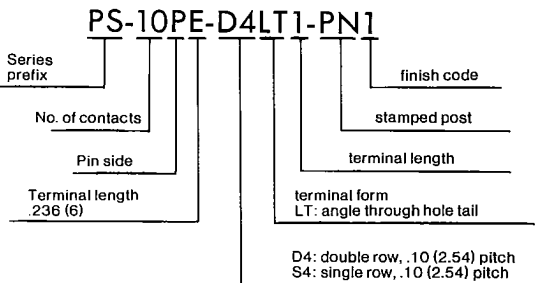 PS-10PE-D4LT1-PN1
Series
prefix
finish code
No. of contacts
stamped post
Pin side
terminal length
Terminal length
.236 (6)
terminal form
LT: angle through hole tail
D4: double row, .10 (2.54) pitch
S4: single row, .10 (2.54) pitch